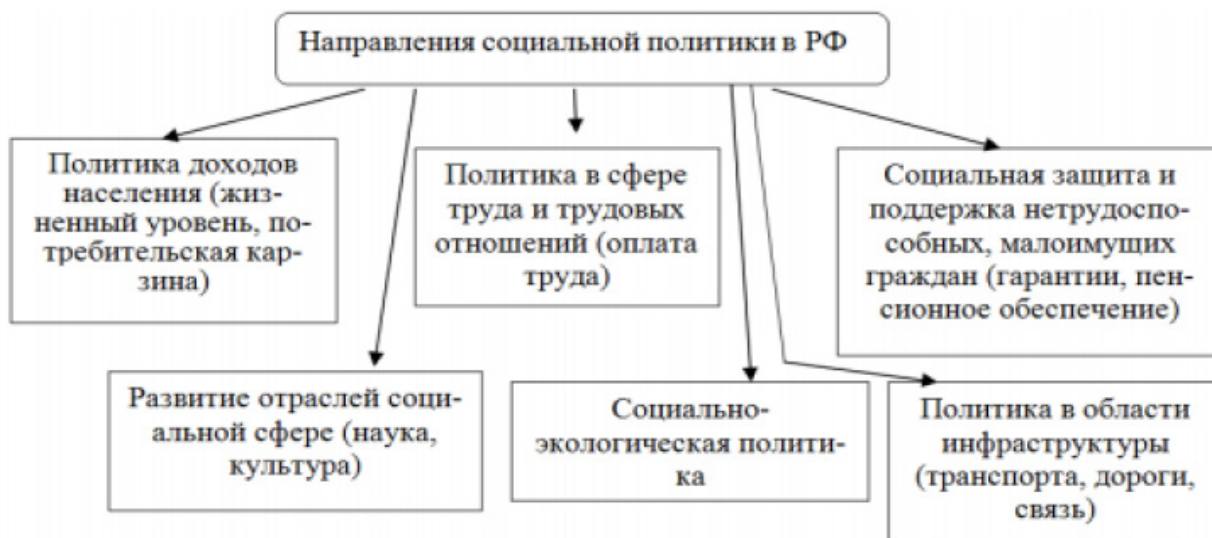 Направления социальной политики в РФ
Политика доходов
населения (жиз-
ненный уровень, по-
требительская кар-
зина)
Политика в сфере
труда и трудовых
отношений (оплата
труда)
Социальная защита и
поддержка нетрудоспо-
собных, малоимущих
граждан (гарантии, пен-
сионное обеспечение)
Развитие отраслей соци-
альной сфере (наука,
культура)
Социально-
экологическая полити-
ка
Политика в области
инфраструктуры
(транспорта, дороги,
связь)